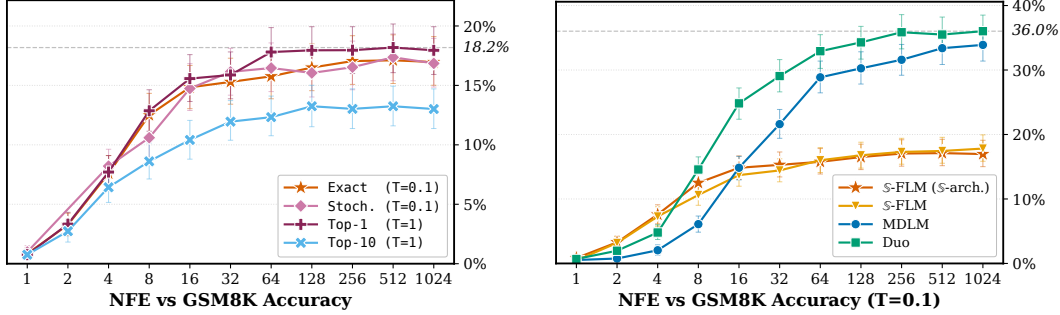 20%
18.2%
15%
10%
5%
0%
Exact (T=0.1)
Stoch. (T=0.1)
Top-1 (T=1)
Top-10 (T=1)
1 2 4 8 16 32 64 128 256 512 1024
NFE vs GSM8K Accuracy
40%
36.0%
30%
20%
10%
0%
𝕊-FLM (𝕊-arch.)
𝕊-FLM
MDLM
Duo
1 2 4 8 16 32 64 128 256 512 1024
NFE vs GSM8K Accuracy (T=0.1)